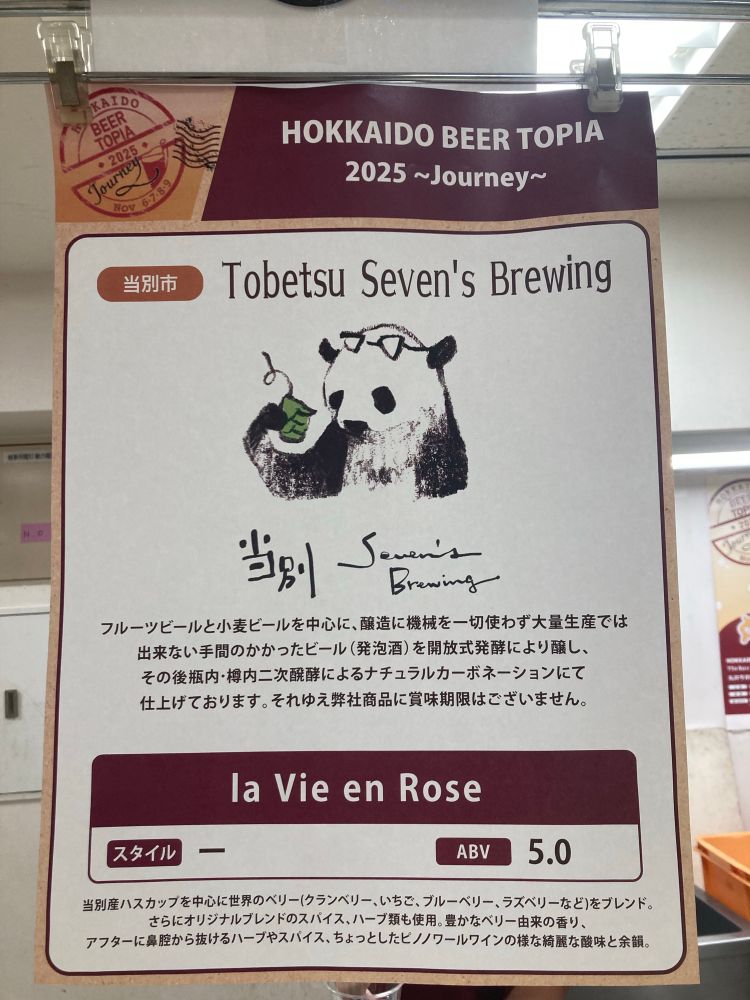 HOKKAIDO
BEER
TOPIA
2025
Journey
Nov 6·7·8·9
HOKKAIDO BEER TOPIA
2025 ~Journey~
当別市
Tobetsu Seven's Brewing
当別 Seven's
Brewing
フルーツビールと小麦ビールを中心に、醸造に機械を一切使わず大量生産では
出来ない手間のかかったビール（発泡酒）を開放式発酵により醸し、
その後瓶内・樽内二次醗酵によるナチュラルカーボネーションにて
仕上げております。それゆえ弊社商品に賞味期限はございません。
la Vie en Rose
スタイル ー
ABV 5.0
当別産ハスカップを中心に世界のベリー(クランベリー、いちご、ブルーベリー、ラズベリーなど)をブレンド。
さらにオリジナルブレンドのスパイス、ハーブ類も使用。豊かなベリー由来の香り、
アフターに鼻腔から抜けるハーブやスパイス、ちょっとしたピノノワールワインの様な綺麗な酸味と余韻。